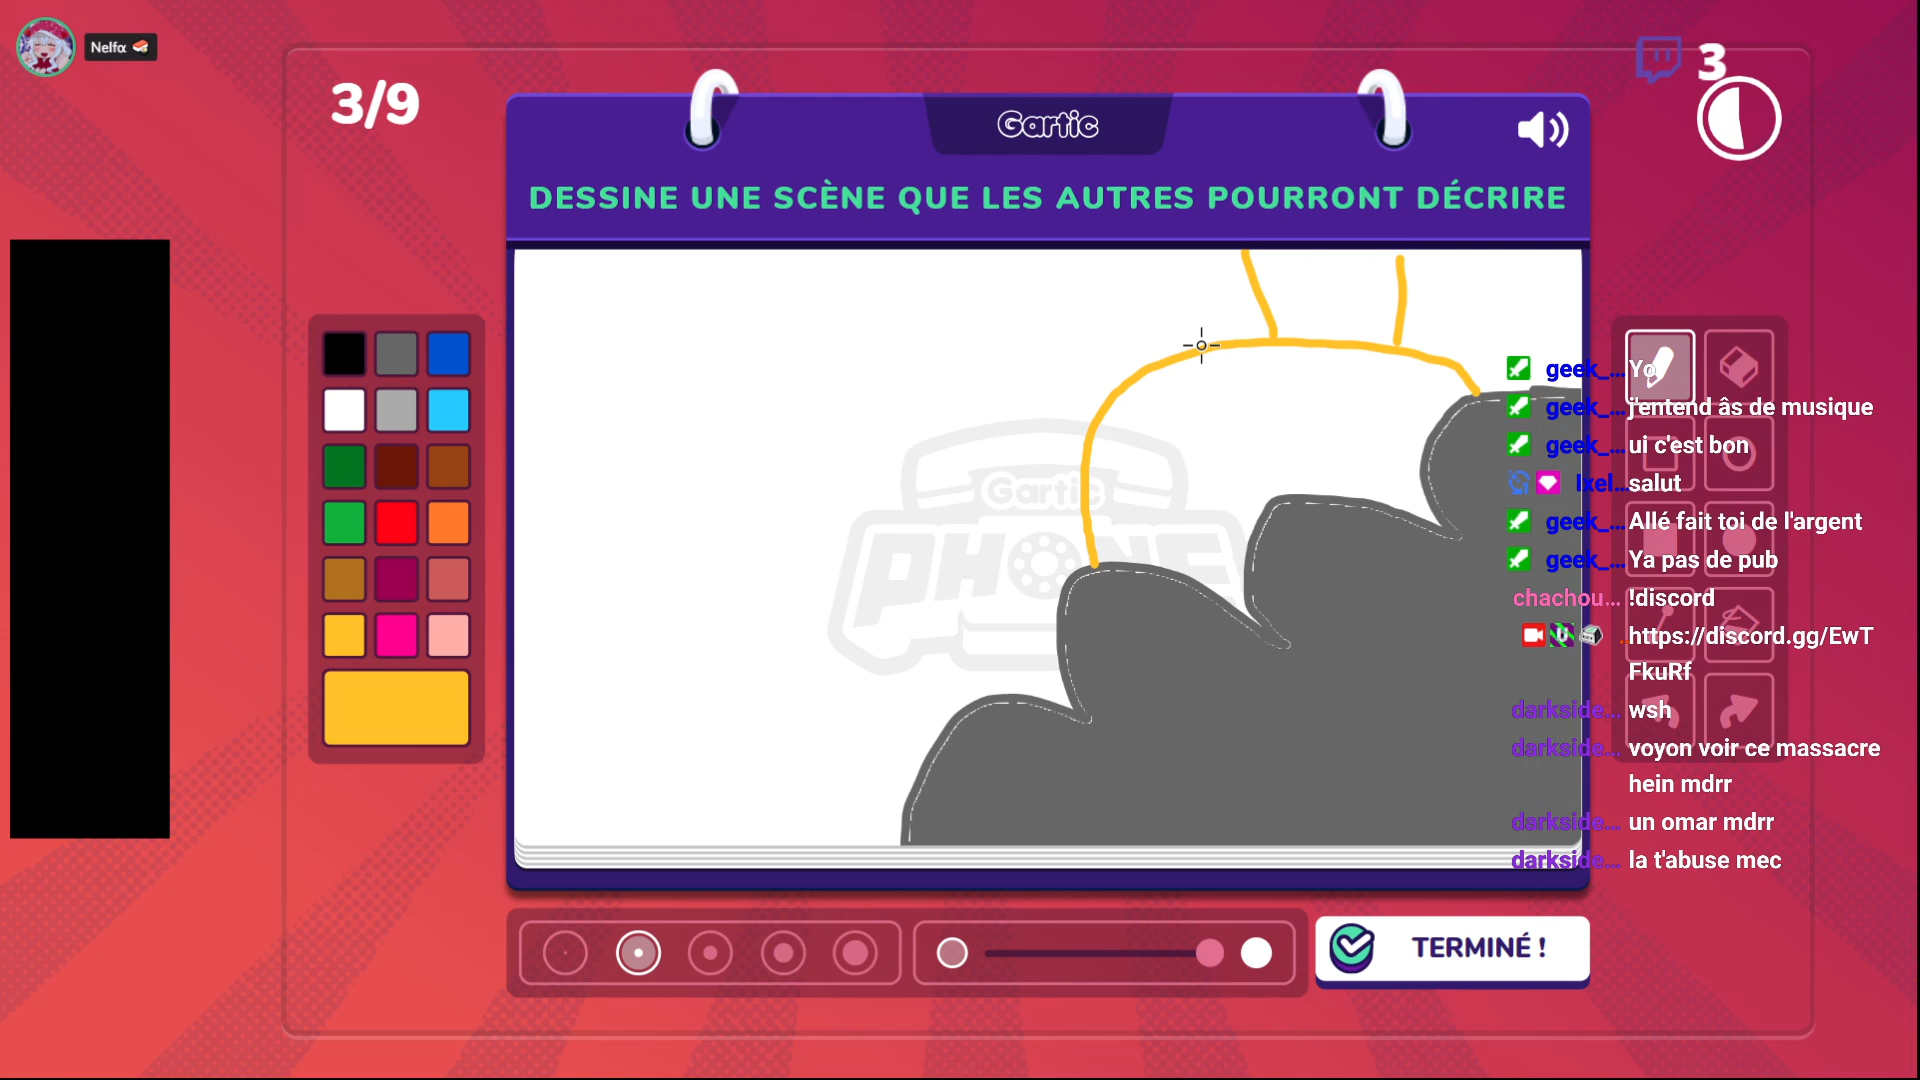 Nelfα
3/9
3
Gartic
DESSINE UNE SCÈNE QUE LES AUTRES POURRONT DÉCRIRE
Gartic
PHONE
geek_... Yo
geek_... j'entend âs de musique
geek_... ui c'est bon
Ixel... salut
geek_... Allé fait toi de l'argent
geek_... Ya pas de pub
chachou... !discord
https://discord.gg/EwT
FkuRf
darkside... wsh
darkside... voyon voir ce massacre
hein mdrr
darkside... un omar mdrr
darkside... la t'abuse mec
TERMINÉ !